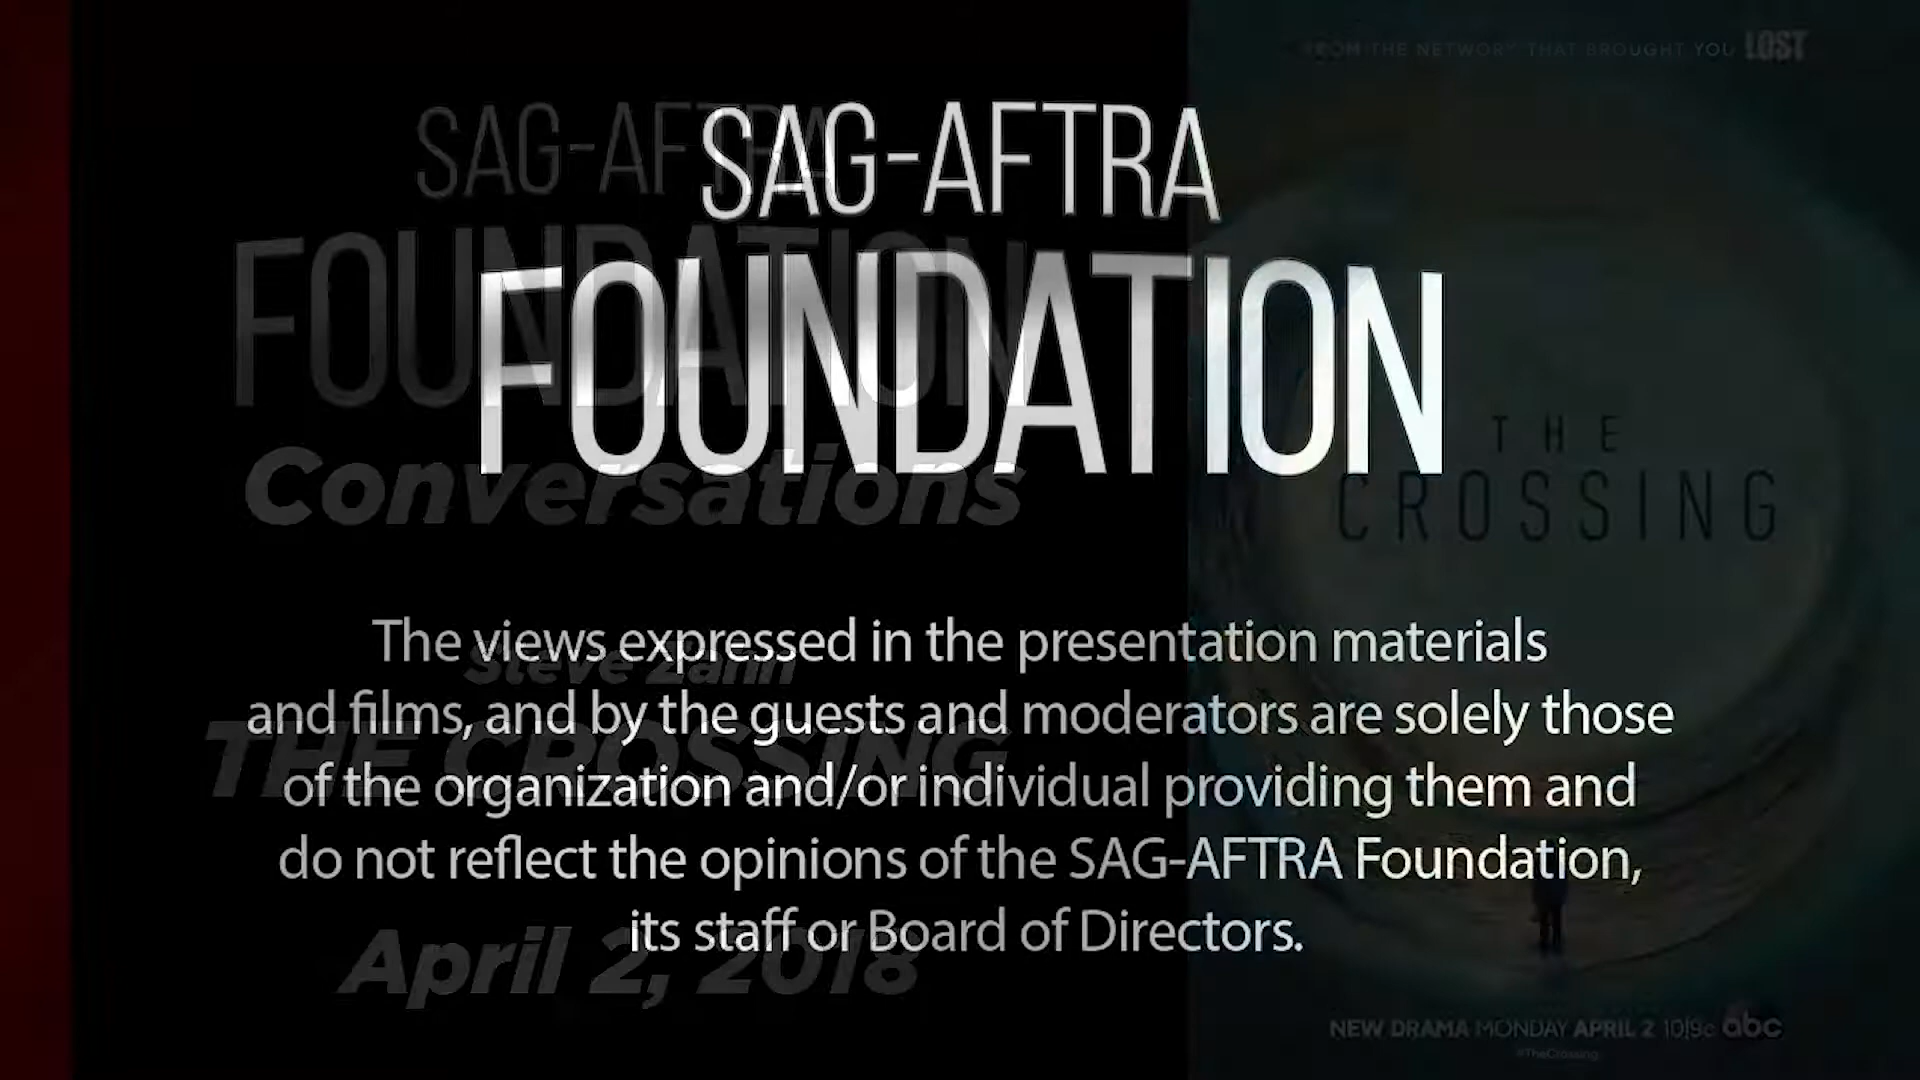 SAG-AFTRA
FOUNDATION
The views expressed in the presentation materials
and films, and by the guests and moderators are solely those
of the organization and/or individual providing them and
do not reflect the opinions of the SAG-AFTRA Foundation,
its staff or Board of Directors.
SAG-AFTRA
FOUNDATION
Conversations
Steve Zahn
THE CROSSING
April 2, 2018
FROM THE NETWORK THAT BROUGHT YOU LOST
THE
CROSSING
NEW DRAMA MONDAY APRIL 2 10|9c abc
#TheCrossing